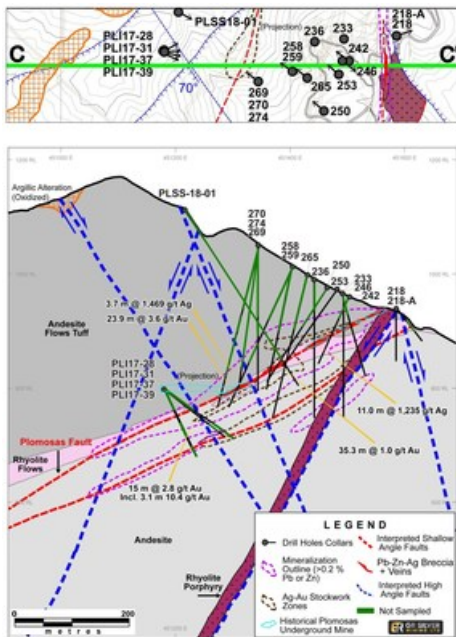 C
C'
PLI17-28
PLI17-31
PLI17-37
PLI17-39
PLSS18-01
(Projection)
70°
269
270
274
258
259
236
233
242
265
253
246
250
218-A
218
Argillic Alteration
(Oxidized)
PLSS-18-01
270
274
269
258
259
265
236
250
253
233
246
242
218
218-A
3.7 m @ 1,469 g/t Ag
23.9 m @ 3.6 g/t Au
Andesite
Flows Tuff
PLI17-28
PLI17-31
PLI17-37
PLI17-39
(Projection)
11.0 m @ 1,235 g/t Ag
35.3 m @ 1.0 g/t Au
Plomosas Fault
Rhyolite
Flows
15 m @ 2.8 g/t Au
Incl. 3.1 m 10.4 g/t Au
Andesite
Rhyolite
Porphyry
0
200
metres
LEGEND
Drill Holes Collars
Mineralization
Outline (>0.2 %
Pb or Zn)
Ag-Au Stockwork
Zones
Historical Plomosas
Underground Mine
Interpreted Shallow
Angle Faults
Pb-Zn-Ag Breccia
+ Veins
Interpreted High
Angle Faults
Not Sampled
GR SILVER